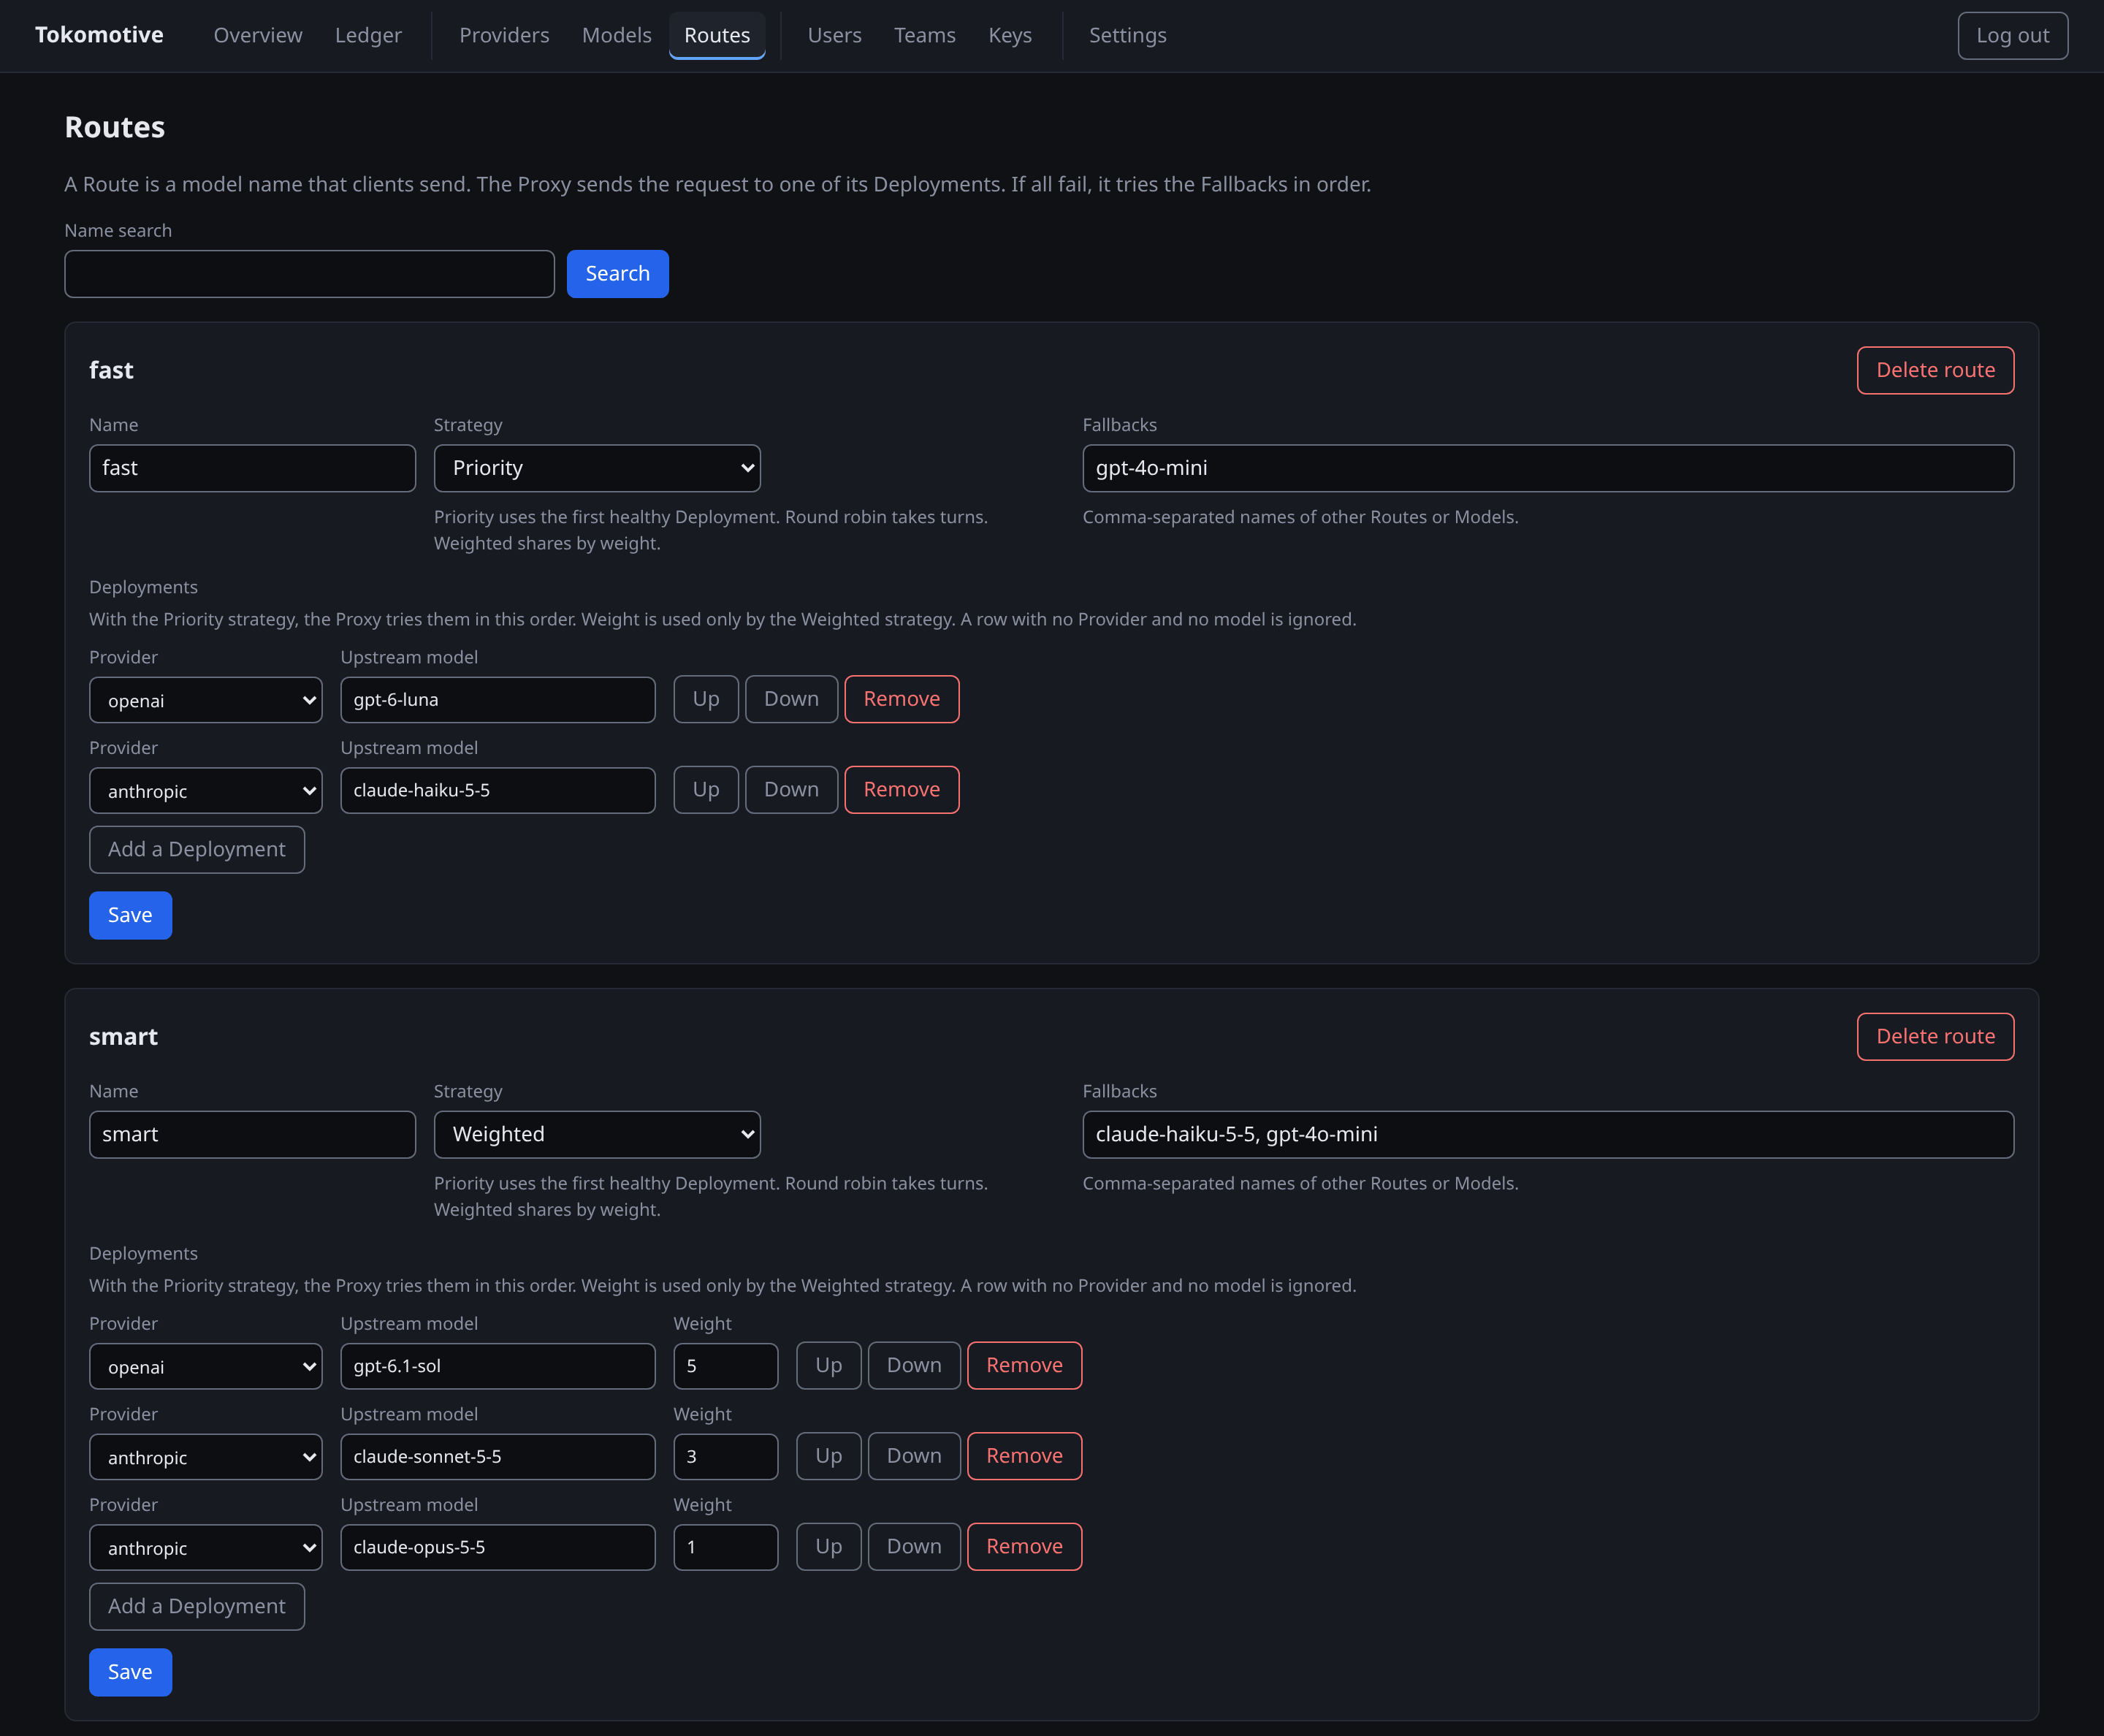 Tokomotive Overview Ledger Providers Models Routes Users Teams Keys Settings Log out
Routes
A Route is a model name that clients send. The Proxy sends the request to one of its Deployments. If all fail, it tries the Fallbacks in order.
Name search
Search
fast Delete route
Name Strategy Fallbacks
fast Priority gpt-4o-mini
Priority uses the first healthy Deployment. Round robin takes turns. Comma-separated names of other Routes or Models.
Weighted shares by weight.
Deployments
With the Priority strategy, the Proxy tries them in this order. Weight is used only by the Weighted strategy. A row with no Provider and no model is ignored.
Provider Upstream model
openai gpt-6-luna Up Down Remove
Provider Upstream model
anthropic claude-haiku-5-5 Up Down Remove
Add a Deployment
Save
smart Delete route
Name Strategy Fallbacks
smart Weighted claude-haiku-5-5, gpt-4o-mini
Priority uses the first healthy Deployment. Round robin takes turns. Comma-separated names of other Routes or Models.
Weighted shares by weight.
Deployments
With the Priority strategy, the Proxy tries them in this order. Weight is used only by the Weighted strategy. A row with no Provider and no model is ignored.
Provider Upstream model Weight
openai gpt-6.1-sol 5 Up Down Remove
Provider Upstream model Weight
anthropic claude-sonnet-5-5 3 Up Down Remove
Provider Upstream model Weight
anthropic claude-opus-5-5 1 Up Down Remove
Add a Deployment
Save